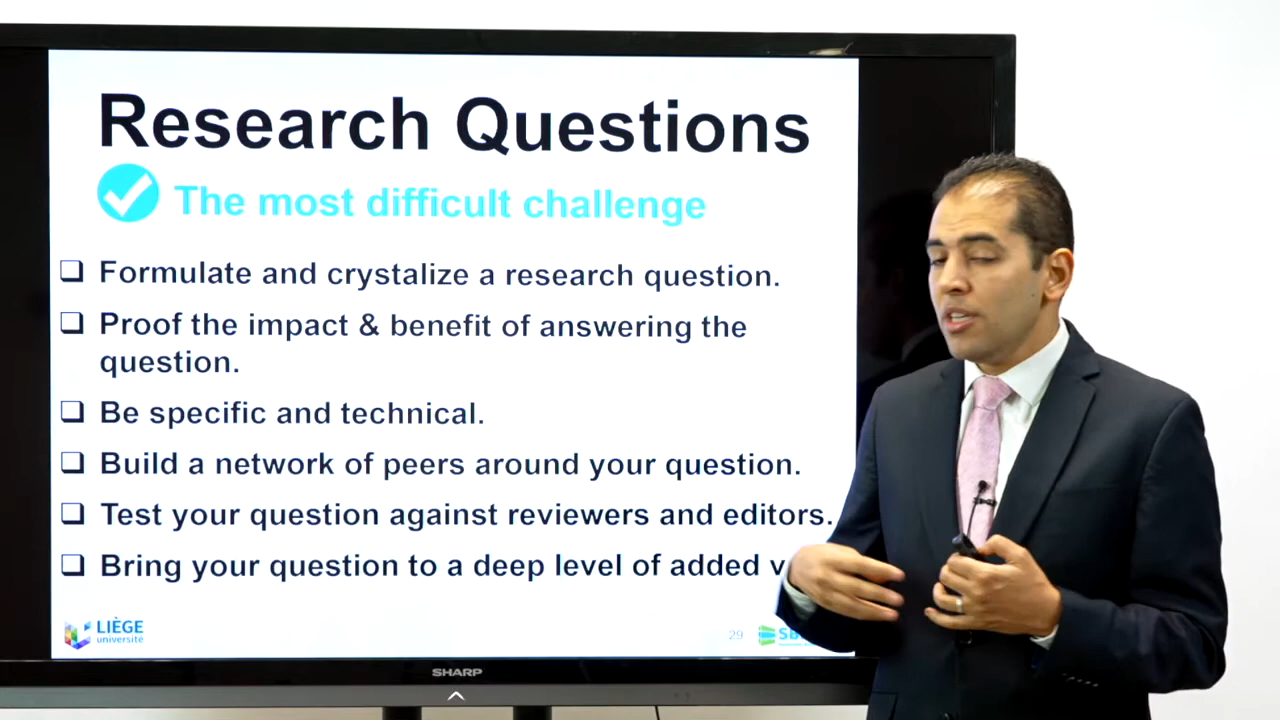 Research Questions
The most difficult challenge
Formulate and crystalize a research question.
Proof the impact & benefit of answering the
question.
Be specific and technical.
Build a network of peers around your question.
Test your question against reviewers and editors.
Bring your question to a deep level of added
LIÈGE
université
29
SHARP